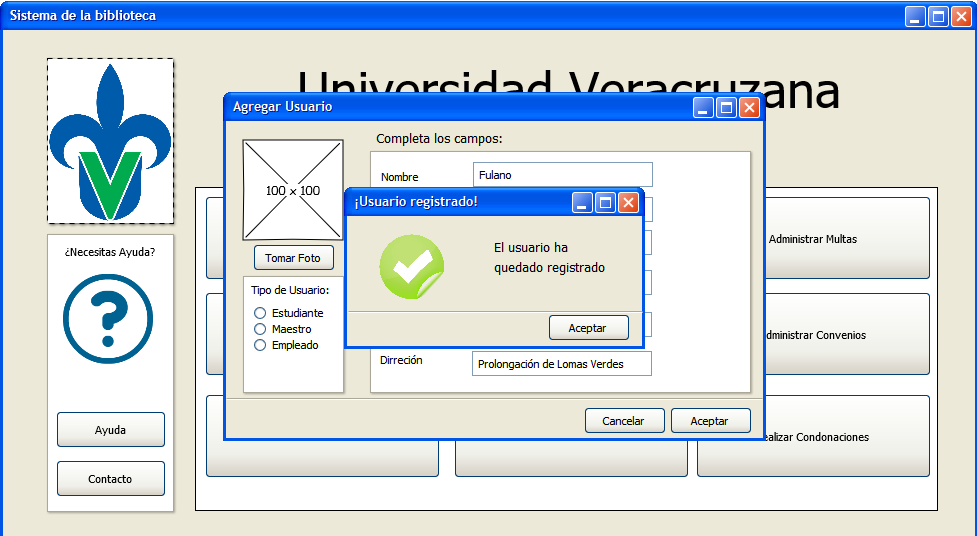 Sistema de la biblioteca
Universidad Veracruzana
Agregar Usuario
Completa los campos:
100 x 100
Nombre
Fulano
¡Usuario registrado!
El usuario ha
quedado registrado
Aceptar
Tomar Foto
Tipo de Usuario:
Estudiante
Maestro
Empleado
Dirreción
Prolongación de Lomas Verdes
Cancelar
Aceptar
¿Necesitas Ayuda?
?
Ayuda
Contacto
Administrar Multas
dministrar Convenios
ealizar Condonaciones